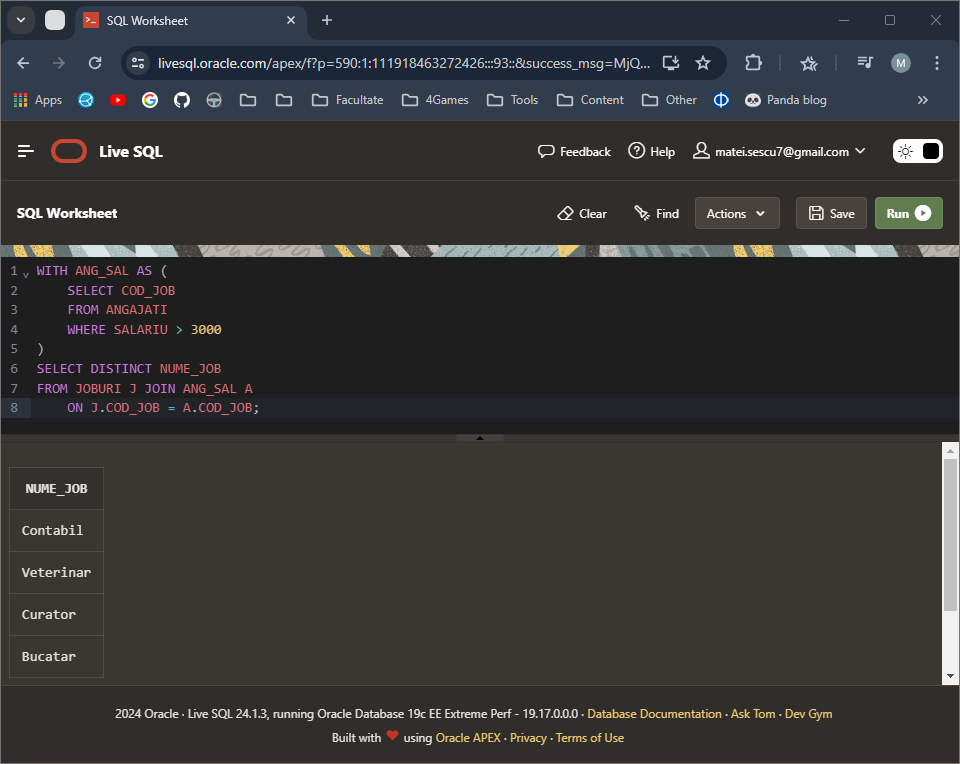 SQL Worksheet
livesql.oracle.com/apex/f?p=590:1:111918463272426:::93::&success_msg=MjQ...
M
Apps
Facultate
4Games
Tools
Content
Other
Panda blog
Live SQL
Feedback
Help
matei.sescu7@gmail.com
SQL Worksheet
Clear
Find
Actions
Save
Run
1 WITH ANG_SAL AS (
2 SELECT COD_JOB
3 FROM ANGAJATI
4 WHERE SALARIU > 3000
5 )
6 SELECT DISTINCT NUME_JOB
7 FROM JOBURI J JOIN ANG_SAL A
8 ON J.COD_JOB = A.COD_JOB;
NUME_JOB
Contabil
Veterinar
Curator
Bucatar
2024 Oracle · Live SQL 24.1.3, running Oracle Database 19c EE Extreme Perf - 19.17.0.0.0 · Database Documentation · Ask Tom · Dev Gym
Built with ❤ using Oracle APEX · Privacy · Terms of Use